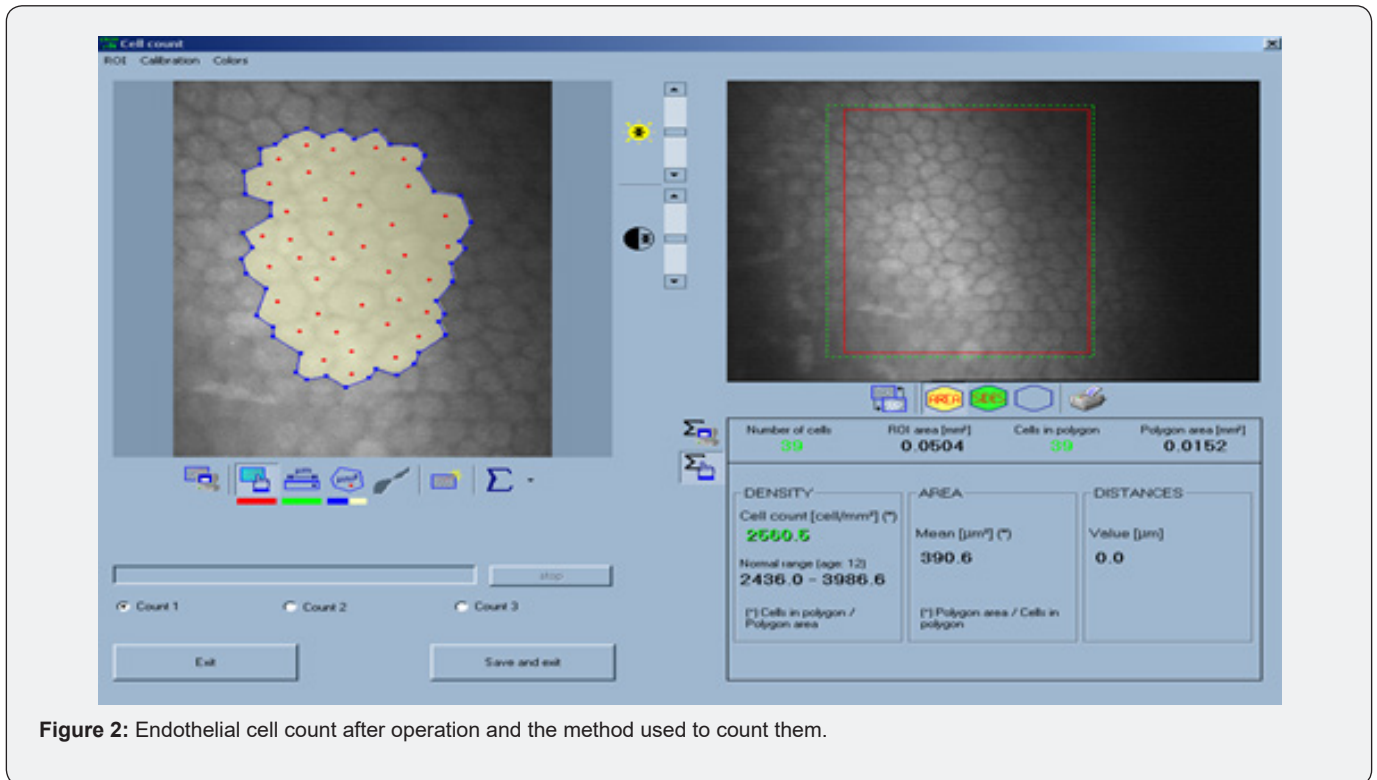 Cell count
ROI Calibration Colors
AREA
SIDES
Number of cells
39
ROI area [mm²]
0.0504
Cells in polygon
39
Polygon area [mm²]
0.0152
DENSITY
Cell count [cell/mm²] (*)
2560.5
Normal range (age: 12)
2436.0 - 3986.6
(*) Cells in polygon /
Polygon area
AREA
Mean [µm²] (*)
390.6
(*) Polygon area / Cells in
polygon
DISTANCES
Value [µm]
0.0
stop
Count 1 Count 2 Count 3
Exit
Save and exit
Figure 2: Endothelial cell count after operation and the method used to count them.